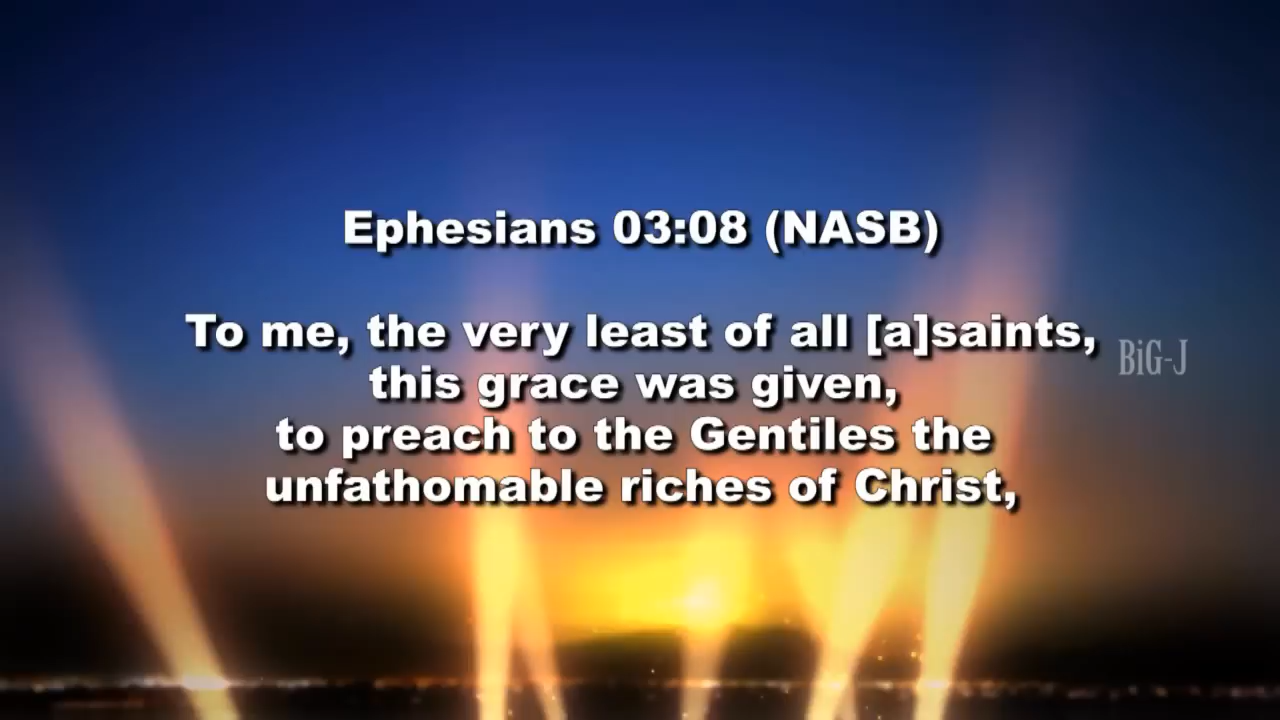 Ephesians 03:08 (NASB)
To me, the very least of all [a]saints,
this grace was given,
to preach to the Gentiles the
unfathomable riches of Christ,
BiG-J